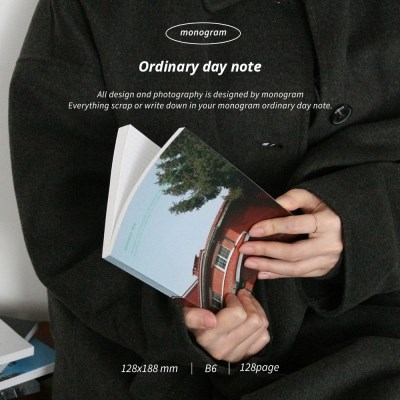 monogram
Ordinary day note
All design and photography is designed by monogram
Everything scrap or write down in your monogram ordinary day note.
128x188 mm | B6 | 128page